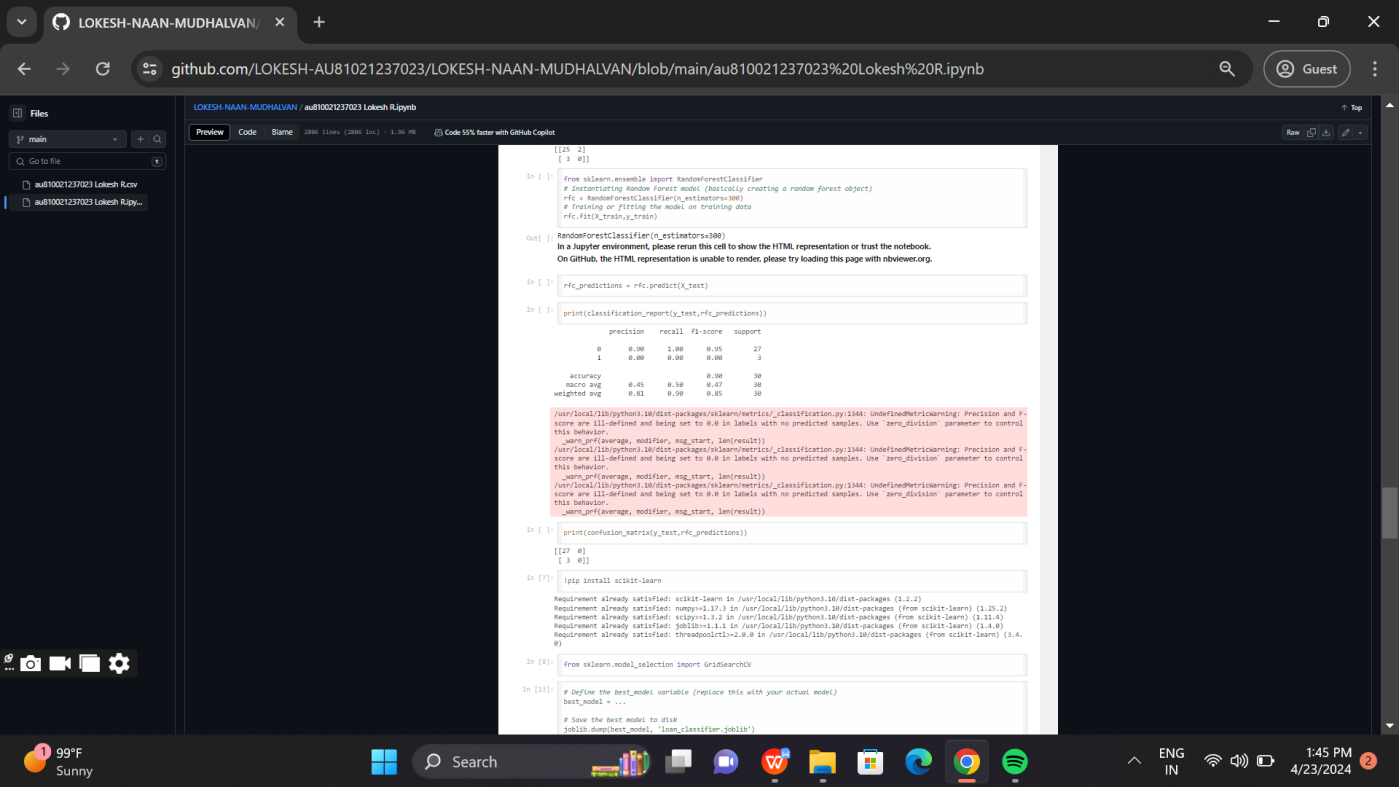 LOKESH-NAAN-MUDHALVAN/
github.com/LOKESH-AU81021237023/LOKESH-NAAN-MUDHALVAN/blob/main/au810021237023%20Lokesh%20R.ipynb
Guest
Files
LOKESH-NAAN-MUDHALVAN / au810021237023 Lokesh R.ipynb
Top
main
Preview Code Blame 2806 lines (2806 loc) · 1.96 MB Code 55% faster with GitHub Copilot
Raw
Go to file t
au810021237023 Lokesh R.csv
au810021237023 Lokesh R.ipy...
[[25 2]
[ 3 0]]
In [ ]: from sklearn.ensemble import RandomForestClassifier
# Instantiating Random Forest model (basically creating a random forest object)
rfc = RandomForestClassifier(n_estimators=300)
# Training or fitting the model on training data
rfc.fit(X_train,y_train)
Out[ ]: RandomForestClassifier(n_estimators=300)
In a Jupyter environment, please rerun this cell to show the HTML representation or trust the notebook.
On GitHub, the HTML representation is unable to render, please try loading this page with nbviewer.org.
In [ ]: rfc_predictions = rfc.predict(X_test)
In [ ]: print(classification_report(y_test,rfc_predictions))
precision recall f1-score support
0 0.90 1.00 0.95 27
1 0.00 0.00 0.00 3
accuracy 0.90 30
macro avg 0.45 0.50 0.47 30
weighted avg 0.81 0.90 0.85 30
/usr/local/lib/python3.10/dist-packages/sklearn/metrics/_classification.py:1344: UndefinedMetricWarning: Precision and F-
score are ill-defined and being set to 0.0 in labels with no predicted samples. Use `zero_division` parameter to control
this behavior.
_warn_prf(average, modifier, msg_start, len(result))
/usr/local/lib/python3.10/dist-packages/sklearn/metrics/_classification.py:1344: UndefinedMetricWarning: Precision and F-
score are ill-defined and being set to 0.0 in labels with no predicted samples. Use `zero_division` parameter to control
this behavior.
_warn_prf(average, modifier, msg_start, len(result))
/usr/local/lib/python3.10/dist-packages/sklearn/metrics/_classification.py:1344: UndefinedMetricWarning: Precision and F-
score are ill-defined and being set to 0.0 in labels with no predicted samples. Use `zero_division` parameter to control
this behavior.
_warn_prf(average, modifier, msg_start, len(result))
In [ ]: print(confusion_matrix(y_test,rfc_predictions))
[[27 0]
[ 3 0]]
In [7]: !pip install scikit-learn
Requirement already satisfied: scikit-learn in /usr/local/lib/python3.10/dist-packages (1.2.2)
Requirement already satisfied: numpy>=1.17.3 in /usr/local/lib/python3.10/dist-packages (from scikit-learn) (1.25.2)
Requirement already satisfied: scipy>=1.3.2 in /usr/local/lib/python3.10/dist-packages (from scikit-learn) (1.11.4)
Requirement already satisfied: joblib>=1.1.1 in /usr/local/lib/python3.10/dist-packages (from scikit-learn) (1.4.0)
Requirement already satisfied: threadpoolctl>=2.0.0 in /usr/local/lib/python3.10/dist-packages (from scikit-learn) (3.4.
0)
In [8]: from sklearn.model_selection import GridSearchCV
In [13]: # Define the best_model variable (replace this with your actual model)
best_model = ...
# Save the best model to disk
joblib.dump(best_model, 'loan_classifier.joblib')
1
99°F
Sunny
Search
ENG
IN
1:45 PM
4/23/2024
2